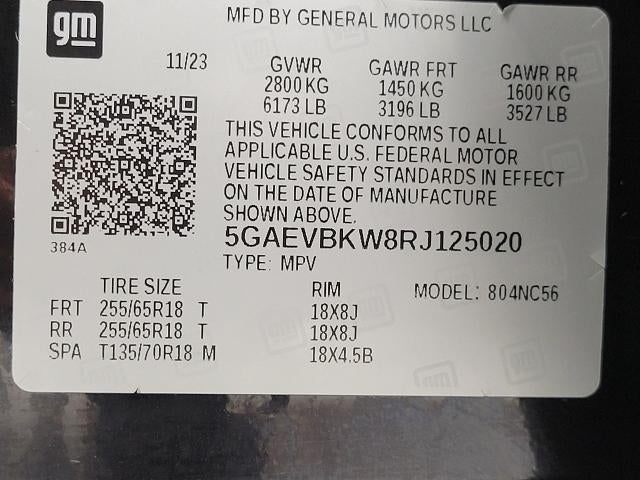 gm
MFD BY GENERAL MOTORS LLC
11/23
GVWR GAWR FRT GAWR RR
2800 KG 1450 KG 1600 KG
6173 LB 3196 LB 3527 LB
THIS VEHICLE CONFORMS TO ALL
APPLICABLE U.S. FEDERAL MOTOR
VEHICLE SAFETY STANDARDS IN EFFECT
ON THE DATE OF MANUFACTURE
SHOWN ABOVE.
384A
5GAEVBKW8RJ125020
TYPE: MPV
TIRE SIZE RIM MODEL: 804NC56
FRT 255/65R18 T 18X8J
RR 255/65R18 T 18X8J
SPA T135/70R18 M 18X4.5B